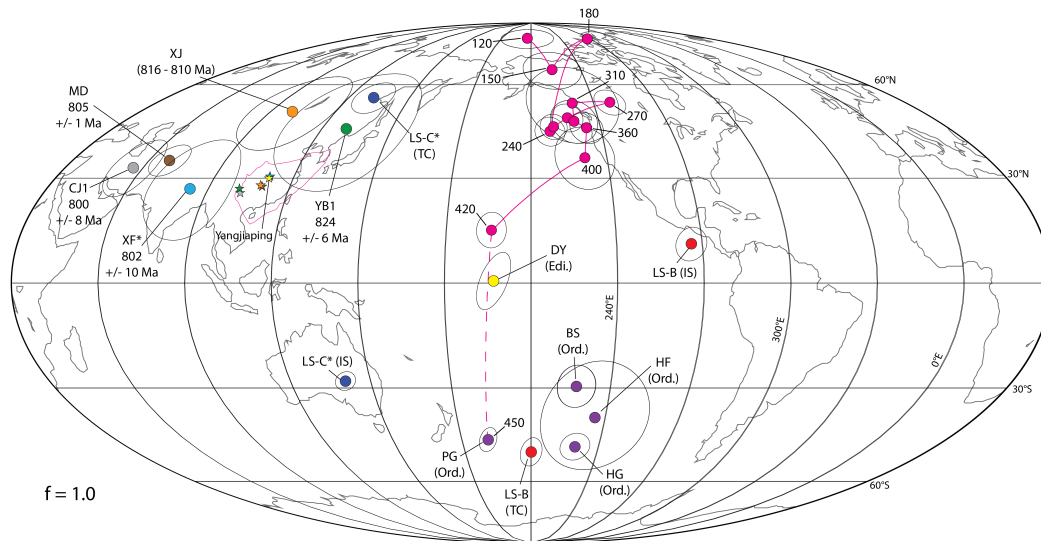 180
120
XJ
(816 - 810 Ma)
150
310
60°N
MD
805
+/- 1 Ma
270
LS-C*
(TC)
240
360
CJ1
800
+/- 8 Ma
400
30°N
YB1
824
+/- 6 Ma
XF*
802
+/- 10 Ma
Yangjiaping
420
DY
(Edi.)
LS-B (IS)
240°E
300°E
0°E
BS
(Ord.)
HF
(Ord.)
LS-C* (IS)
30°S
450
PG
(Ord.)
HG
(Ord.)
LS-B
(TC)
60°S
f = 1.0